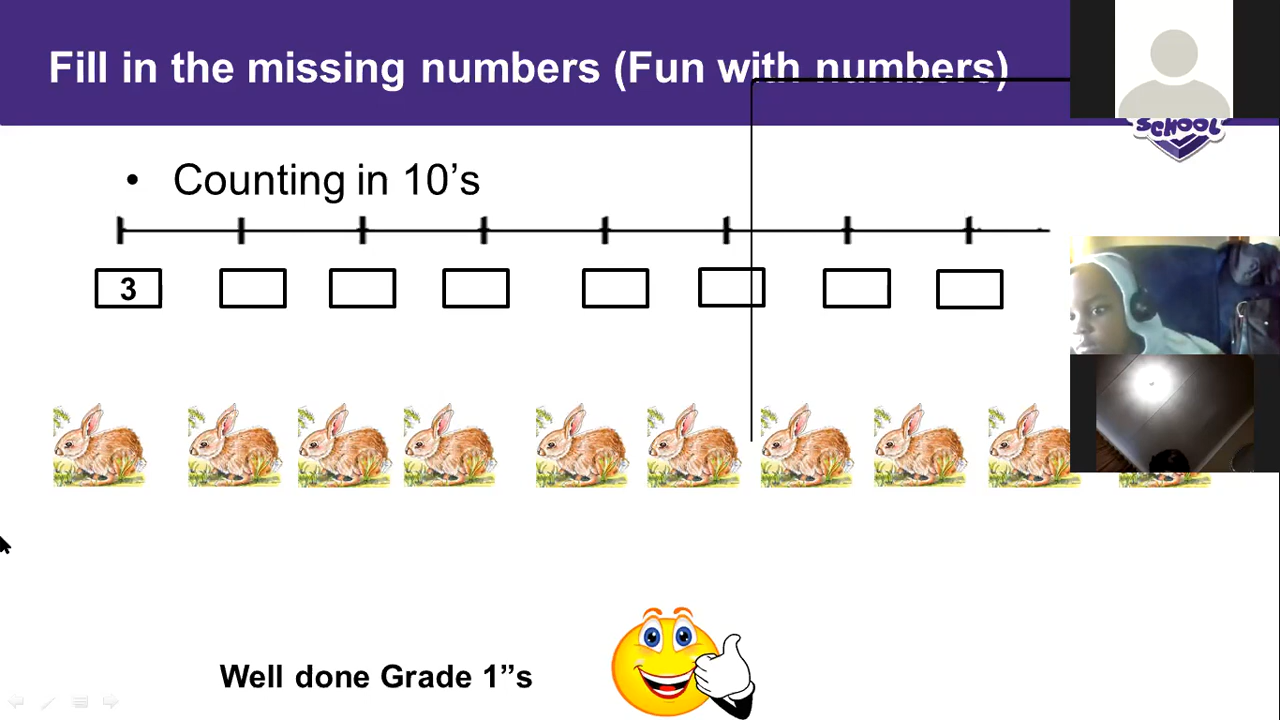 Fill in the missing numbers (Fun with numbers)
SCHOOL
• Counting in 10’s
3
Well done Grade 1”s